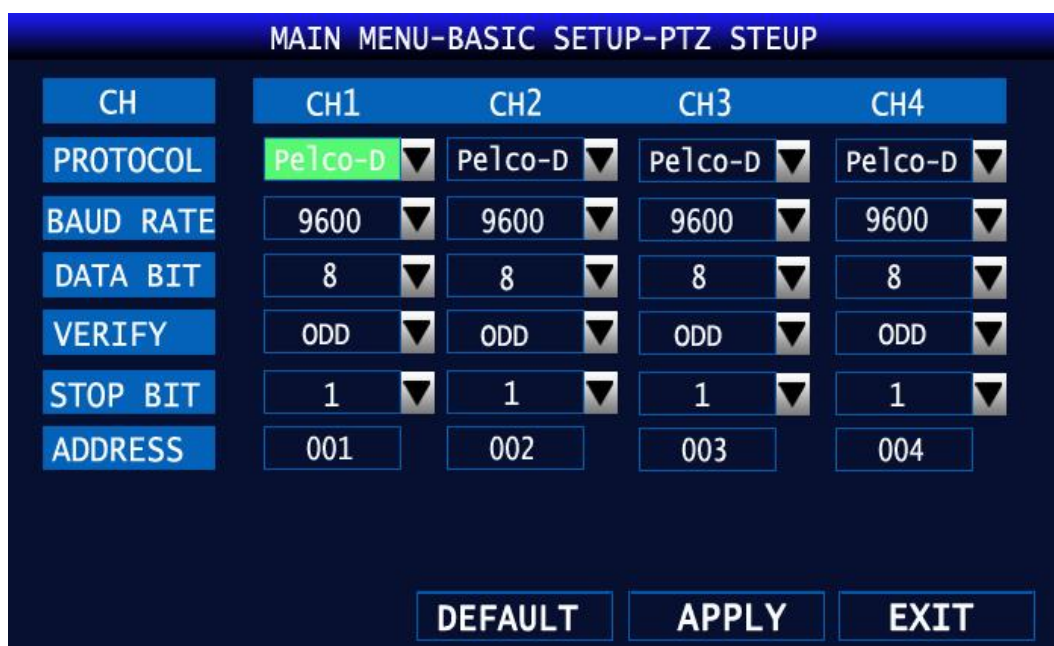 MAIN MENU-BASIC SETUP-PTZ STEUP
CH CH1 CH2 CH3 CH4
PROTOCOL Pelco-D Pelco-D Pelco-D Pelco-D
BAUD RATE 9600 9600 9600 9600
DATA BIT 8 8 8 8
VERIFY ODD ODD ODD ODD
STOP BIT 1 1 1 1
ADDRESS 001 002 003 004
DEFAULT APPLY EXIT